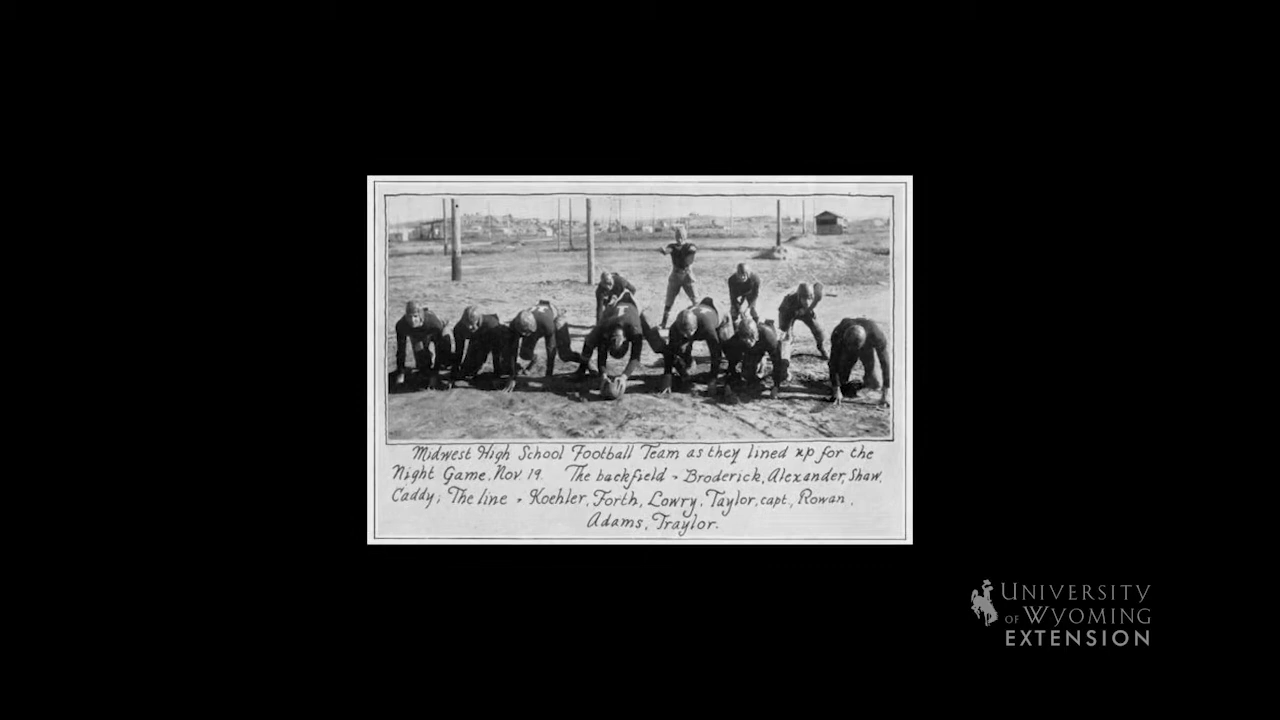 Midwest High School Football Team as they lined up for the
Night Game, Nov. 19. The backfield - Broderick, Alexander, Shaw,
Caddy; The line - Koehler, Forth, Lowry, Taylor, capt., Rowan,
Adams, Traylor.
UNIVERSITY
OF WYOMING
EXTENSION